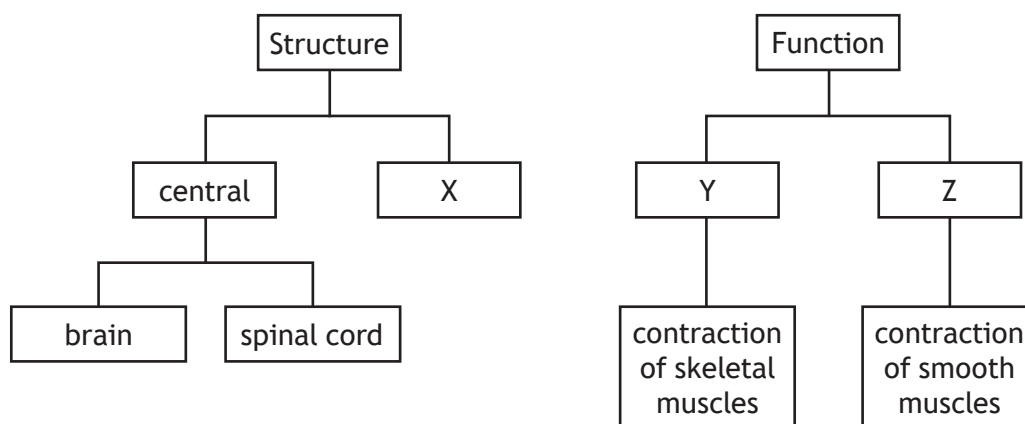 Structure
Function
central
X
Y
Z
brain
spinal cord
contraction
of skeletal
muscles
contraction
of smooth
muscles